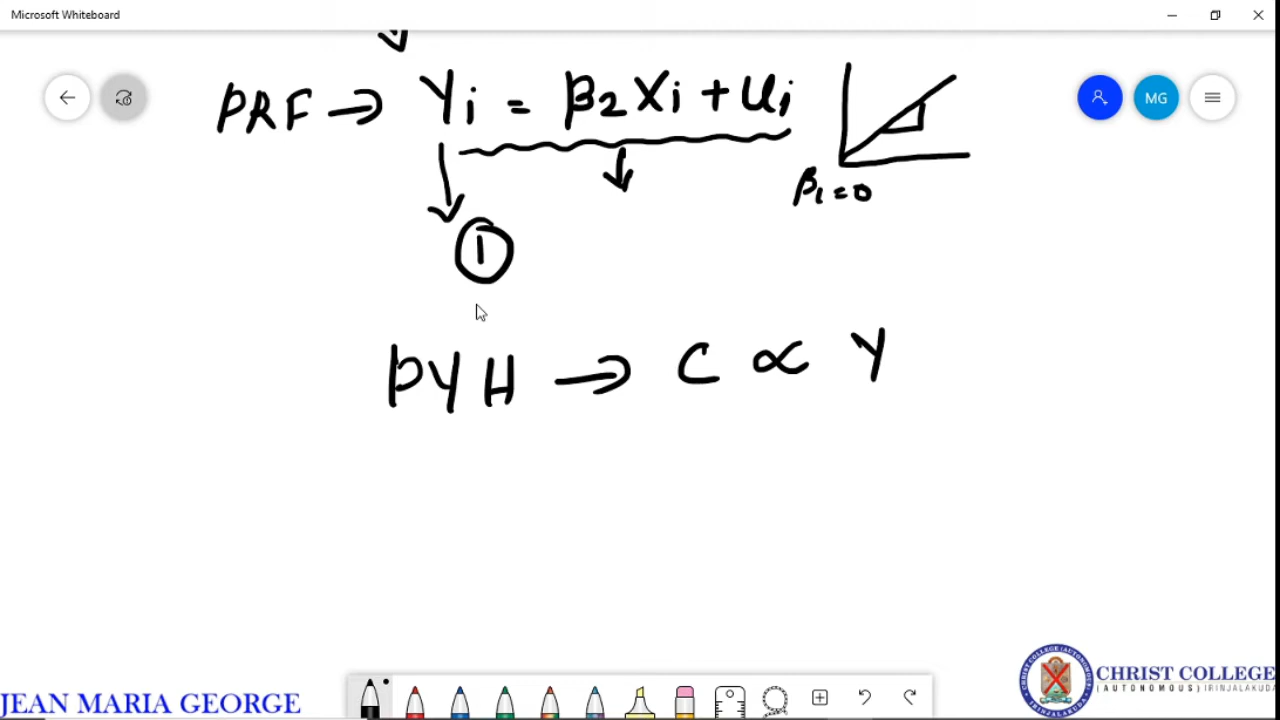 Microsoft Whiteboard
PRF → Yi = β2Xi + Ui
β1 = 0
1
MG
PYH → C ∝ Y
JEAN MARIA GEORGE
CHRIST COLLEGE
(AUTONOMOUS) IRINJALAKUDA